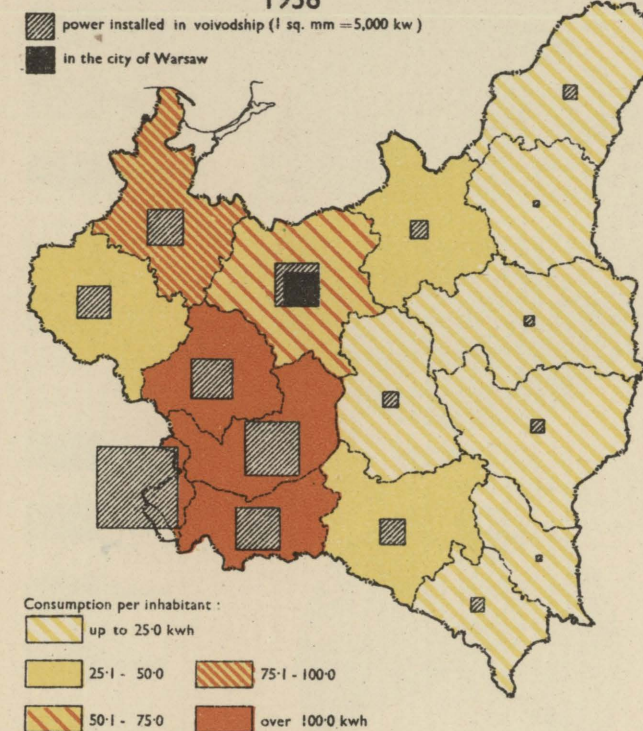 power installed in voivodship (1 sq. mm = 5,000 kw)
in the city of Warsaw
Consumption per inhabitant :
up to 25·0 kwh
25·1 - 50·0
75·1 - 100·0
50·1 - 75·0
over 100·0 kwh